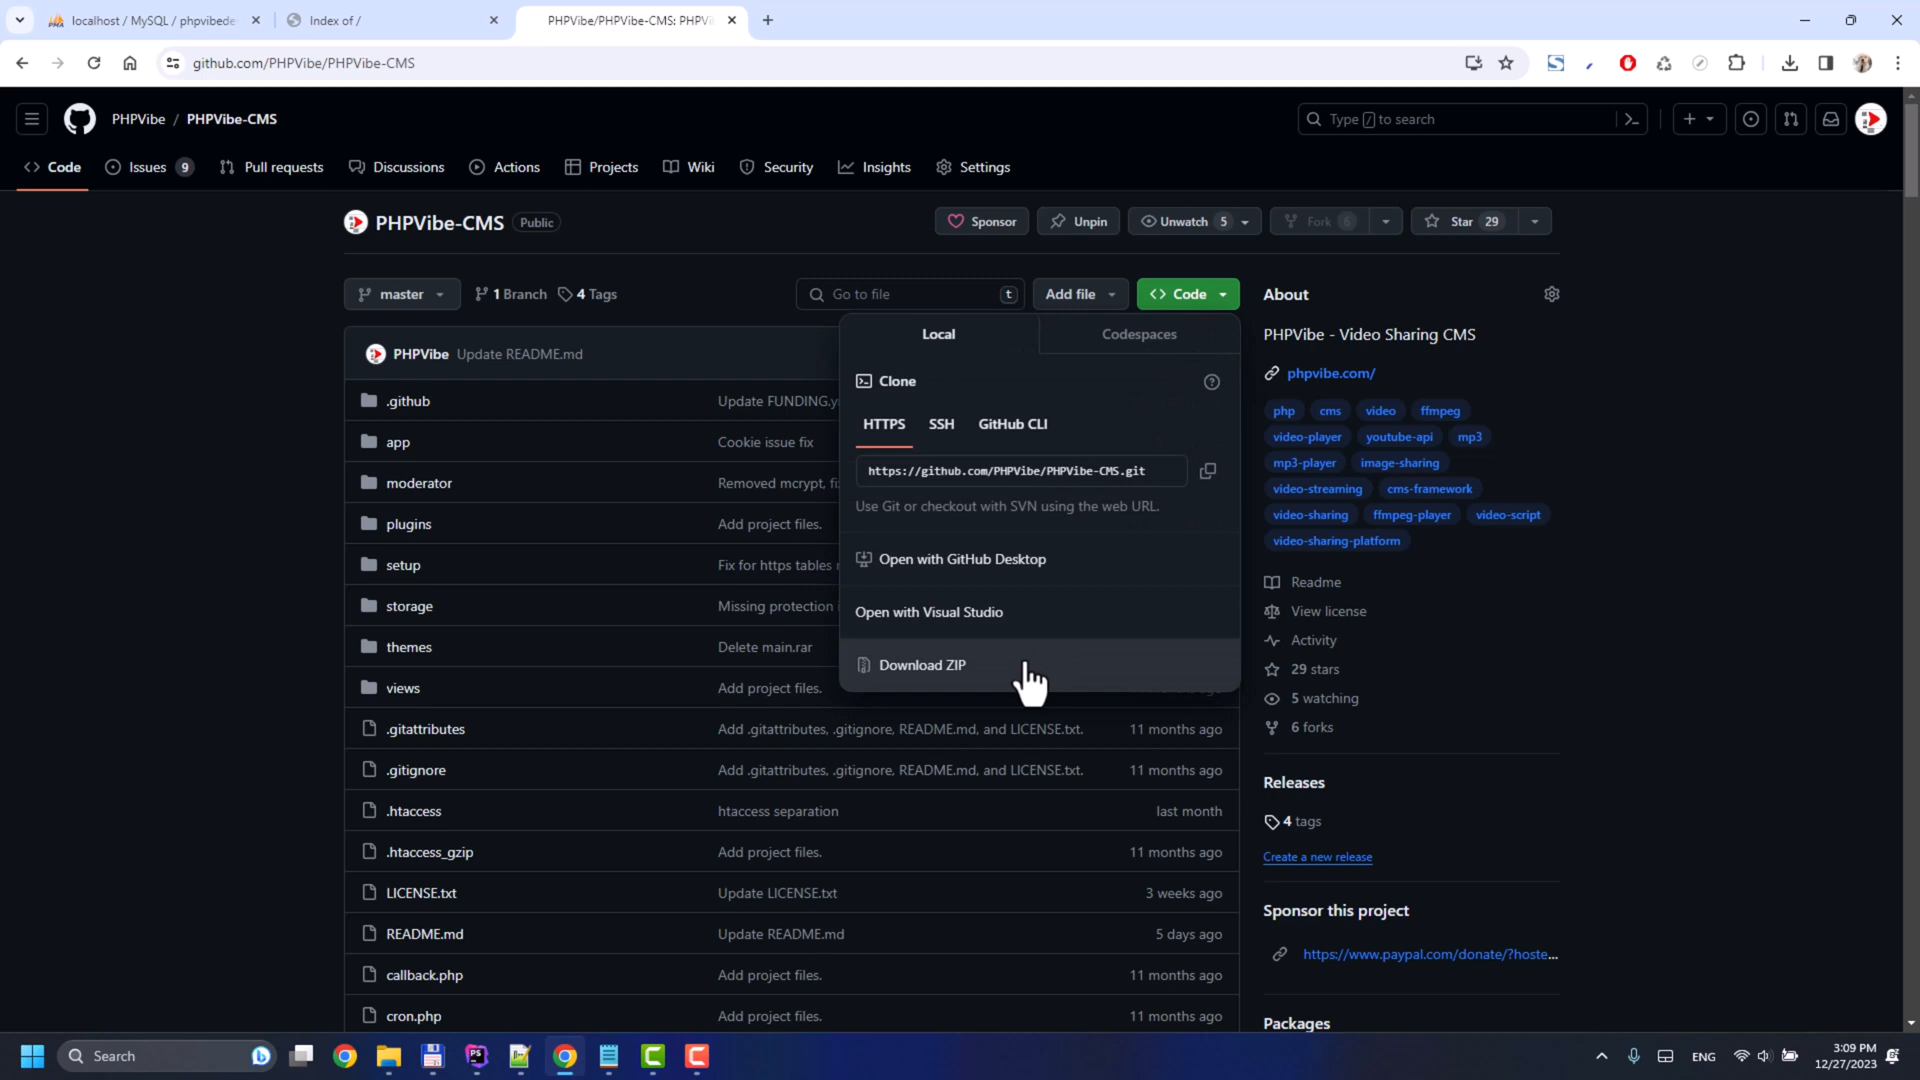 localhost / MySQL / phpvibede
Index of /
PHPVibe/PHPVibe-CMS: PHPVi
github.com/PHPVibe/PHPVibe-CMS
PHPVibe / PHPVibe-CMS
Type / to search
Code
Issues 9
Pull requests
Discussions
Actions
Projects
Wiki
Security
Insights
Settings
PHPVibe-CMS Public
Sponsor
Unpin
Unwatch 5
Fork 6
Star 29
master
1 Branch
4 Tags
Go to file t
Add file
Code
Local
Codespaces
Clone
HTTPS
SSH
GitHub CLI
https://github.com/PHPVibe/PHPVibe-CMS.git
Use Git or checkout with SVN using the web URL.
Open with GitHub Desktop
Open with Visual Studio
Download ZIP
PHPVibe Update README.md
.github Update FUNDING.y
app Cookie issue fix
moderator Removed mcrypt, fi
plugins Add project files.
setup Fix for https tables
storage Missing protection
themes Delete main.rar
views Add project files.
.gitattributes Add .gitattributes, .gitignore, README.md, and LICENSE.txt. 11 months ago
.gitignore Add .gitattributes, .gitignore, README.md, and LICENSE.txt. 11 months ago
.htaccess htaccess separation last month
.htaccess_gzip Add project files. 11 months ago
LICENSE.txt Update LICENSE.txt 3 weeks ago
README.md Update README.md 5 days ago
callback.php Add project files. 11 months ago
cron.php Add project files. 11 months ago
About
PHPVibe - Video Sharing CMS
phpvibe.com/
php cms video ffmpeg
video-player youtube-api mp3
mp3-player image-sharing
video-streaming cms-framework
video-sharing ffmpeg-player video-script
video-sharing-platform
Readme
View license
Activity
29 stars
5 watching
6 forks
Releases
4 tags
Create a new release
Sponsor this project
https://www.paypal.com/donate/?hoste...
Packages
Search
ENG
3:09 PM
12/27/2023